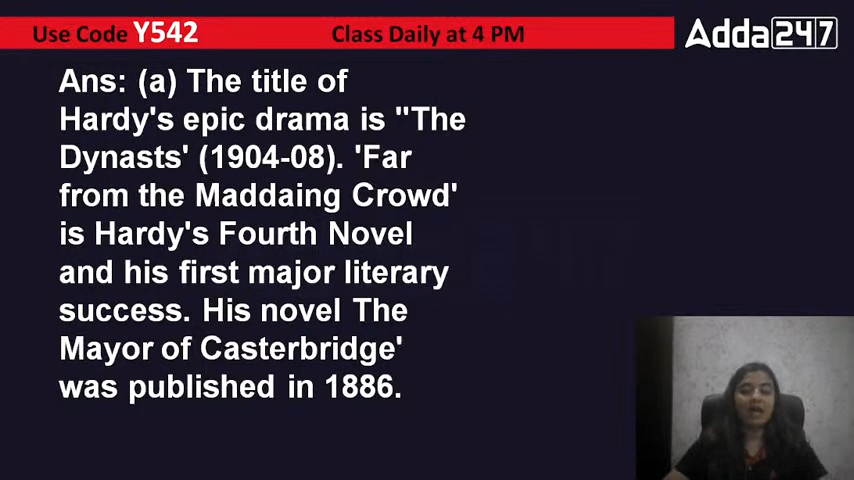 Use Code Y542 Class Daily at 4 PM Adda247
Ans: (a) The title of
Hardy's epic drama is "The
Dynasts' (1904-08). 'Far
from the Maddaing Crowd'
is Hardy's Fourth Novel
and his first major literary
success. His novel The
Mayor of Casterbridge'
was published in 1886.